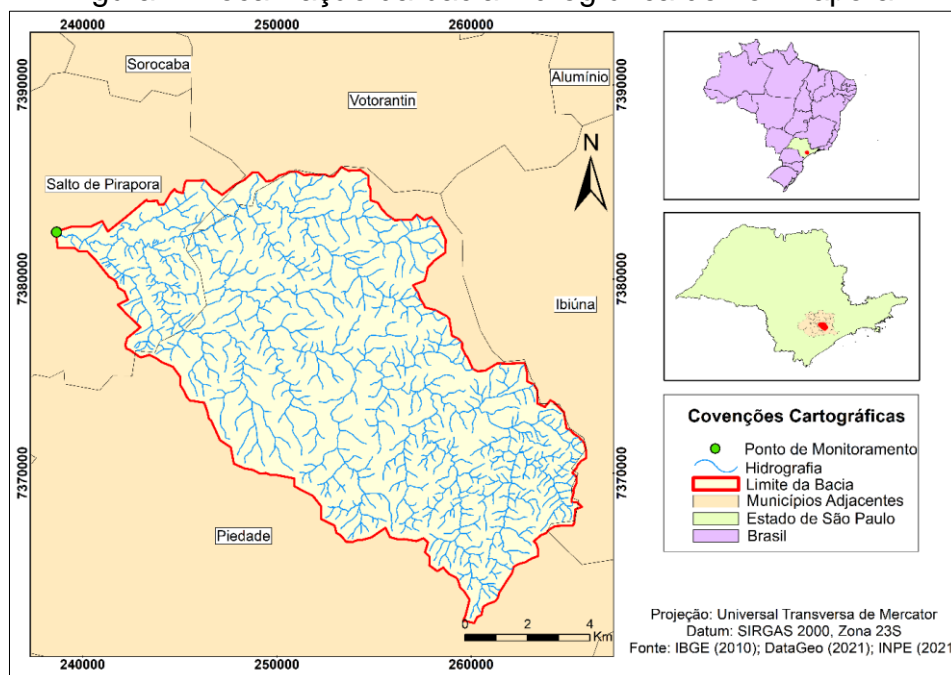 240000 250000 260000
Sorocaba
Alumínio
Votorantin
7390000
N
Salto de Pirapora
7380000
Ibiúna
7370000
Piedade
0 2 4
Km
240000 250000 260000
7390000
7380000
7370000
Covenções Cartográficas
Ponto de Monitoramento
Hidrografia
Limite da Bacia
Municípios Adjacentes
Estado de São Paulo
Brasil
Projeção: Universal Transversa de Mercator
Datum: SIRGAS 2000, Zona 23S
Fonte: IBGE (2010); DataGeo (2021); INPE (2021